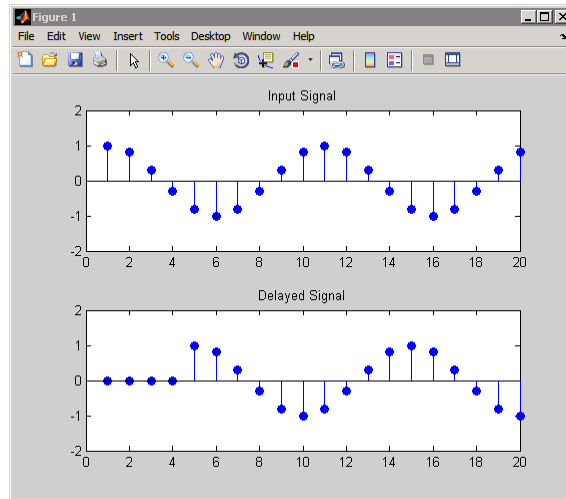 Figure 1
File Edit View Insert Tools Desktop Window Help
Input Signal
2
1
0
-1
-2
0 2 4 6 8 10 12 14 16 18 20
Delayed Signal
2
1
0
-1
-2
0 2 4 6 8 10 12 14 16 18 20